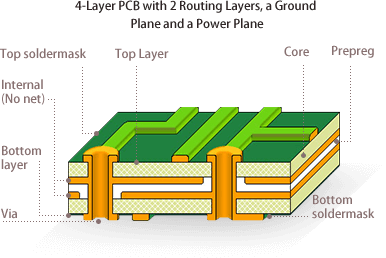 4-Layer PCB with 2 Routing Layers, a Ground
Plane and a Power Plane
Top soldermask
Top Layer
Core
Prepreg
Internal
(No net)
Bottom
layer
Via
Bottom
soldermask